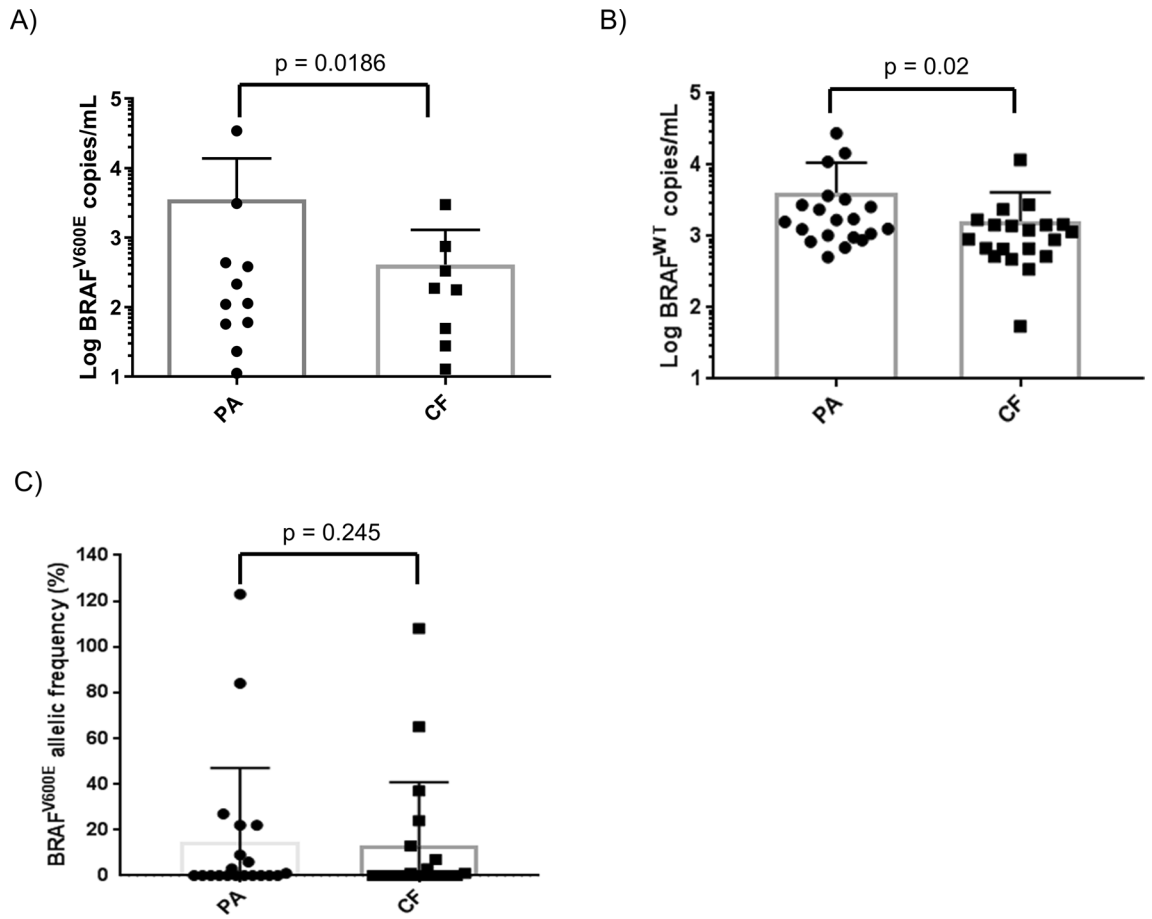 A)
p = 0.0186
Log BRAFV600E copies/mL
5
4
3
2
1
PA
CF
B)
p = 0.02
Log BRAFWT copies/mL
5
4
3
2
1
PA
CF
C)
p = 0.245
BRAFV600E allelic frequency (%)
140
120
100
80
60
40
20
0
PA
CF